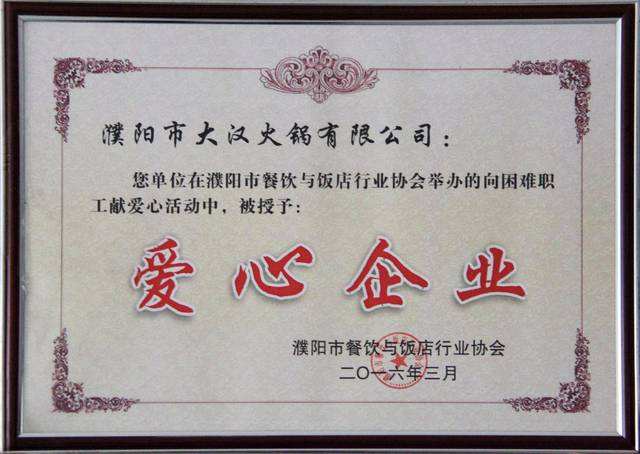 濮阳市大汉火锅有限公司：
您单位在濮阳市餐饮与饭店行业协会举办的向困难职
工献爱心活动中，被授予：
爱心企业
濮阳市餐饮与饭店行业协会
二〇一六年三月